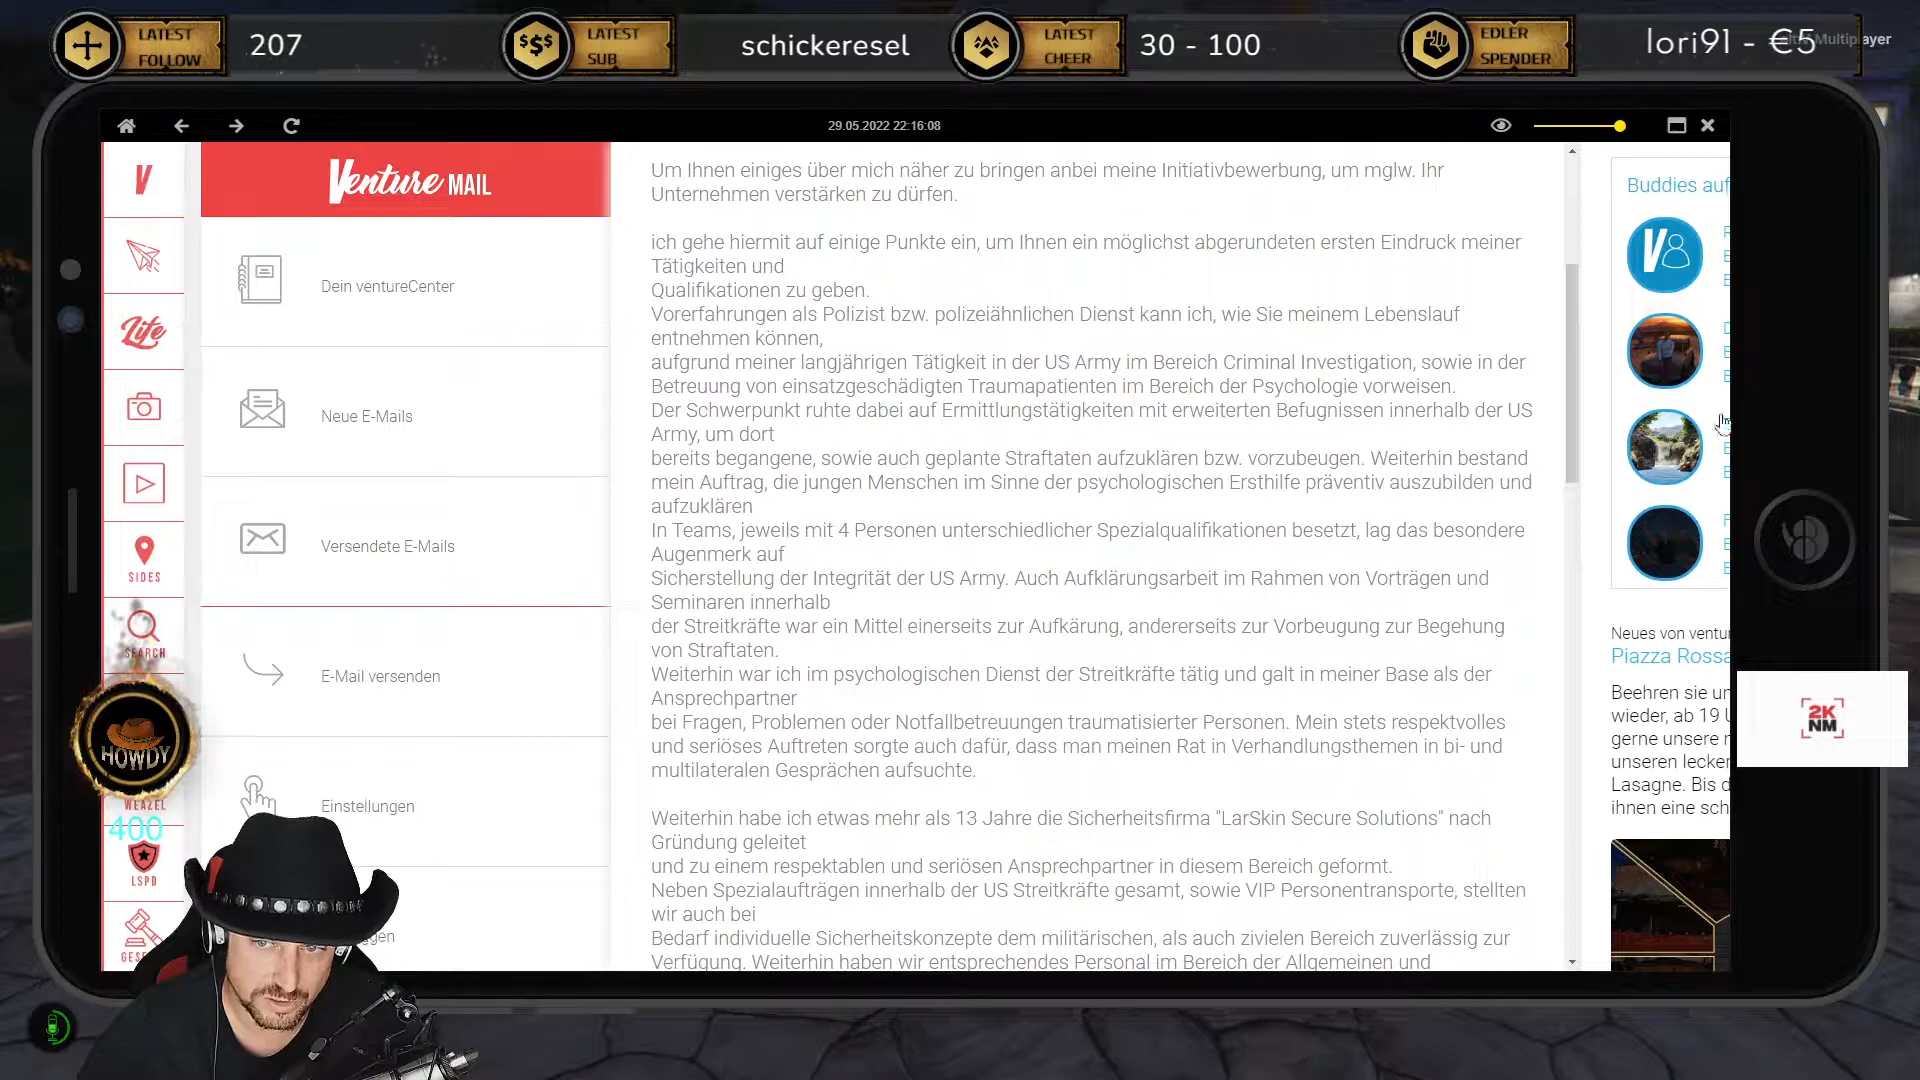 LATEST
FOLLOW
207
$$$
LATEST
SUB
schickeresel
LATEST
CHEER
30 - 100
EDLER
SPENDER
lori91 - €5
Multiplayer
29.05.2022 22:16:08
V
Life
SIDES
SEARCH
HOWDY
WEAZEL
400
LSPD
Venture MAIL
Dein ventureCenter
Neue E-Mails
Versendete E-Mails
E-Mail versenden
Einstellungen
Um Ihnen einiges über mich näher zu bringen anbei meine Initiativbewerbung, um mglw. Ihr
Unternehmen verstärken zu dürfen.
ich gehe hiermit auf einige Punkte ein, um Ihnen ein möglichst abgerundeten ersten Eindruck meiner
Tätigkeiten und
Qualifikationen zu geben.
Vorerfahrungen als Polizist bzw. polizeiähnlichen Dienst kann ich, wie Sie meinem Lebenslauf
entnehmen können,
aufgrund meiner langjährigen Tätigkeit in der US Army im Bereich Criminal Investigation, sowie in der
Betreuung von einsatzgeschädigten Traumapatienten im Bereich der Psychologie vorweisen.
Der Schwerpunkt ruhte dabei auf Ermittlungstätigkeiten mit erweiterten Befugnissen innerhalb der US
Army, um dort
bereits begangene, sowie auch geplante Straftaten aufzuklären bzw. vorzubeugen. Weiterhin bestand
mein Auftrag, die jungen Menschen im Sinne der psychologischen Ersthilfe präventiv auszubilden und
aufzuklären
In Teams, jeweils mit 4 Personen unterschiedlicher Spezialqualifikationen besetzt, lag das besondere
Augenmerk auf
Sicherstellung der Integrität der US Army. Auch Aufklärungsarbeit im Rahmen von Vorträgen und
Seminaren innerhalb
der Streitkräfte war ein Mittel einerseits zur Aufkärung, andererseits zur Vorbeugung zur Begehung
von Straftaten.
Weiterhin war ich im psychologischen Dienst der Streitkräfte tätig und galt in meiner Base als der
Ansprechpartner
bei Fragen, Problemen oder Notfallbetreuungen traumatisierter Personen. Mein stets respektvolles
und seriöses Auftreten sorgte auch dafür, dass man meinen Rat in Verhandlungsthemen in bi- und
multilateralen Gesprächen aufsuchte.
Weiterhin habe ich etwas mehr als 13 Jahre die Sicherheitsfirma "LarSkin Secure Solutions" nach
Gründung geleitet
und zu einem respektablen und seriösen Ansprechpartner in diesem Bereich geformt.
Neben Spezialaufträgen innerhalb der US Streitkräfte gesamt, sowie VIP Personentransporte, stellten
wir auch bei
Bedarf individuelle Sicherheitskonzepte dem militärischen, als auch zivielen Bereich zuverlässig zur
Verfügung. Weiterhin haben wir entsprechendes Personal im Bereich der Allgemeinen und
Buddies auf
V
Neues von ventu
Piazza Rossa
Beehren sie un
wieder, ab 19 U
gerne unsere
unseren lecker
Lasagne. Bis d
ihnen eine sch
2K
NM